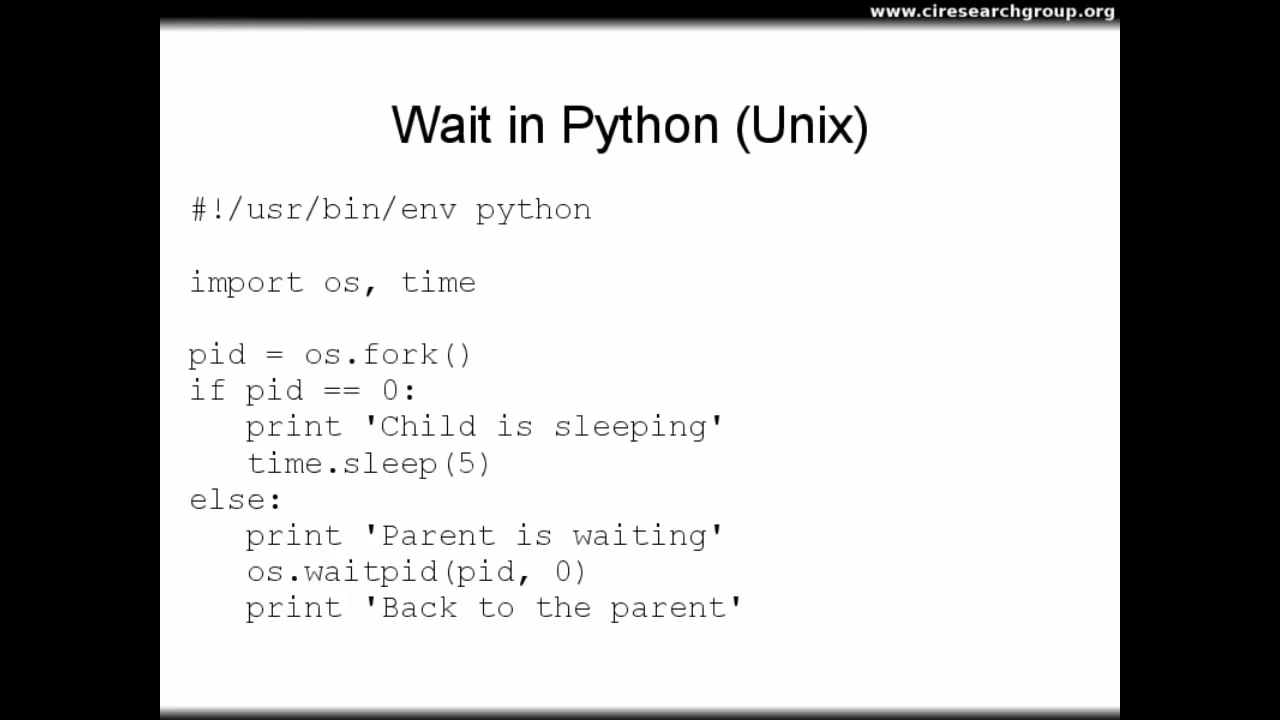 www.ciresearchgroup.org
Wait in Python (Unix)
#!/usr/bin/env python
import os, time
pid = os.fork()
if pid == 0:
   print 'Child is sleeping'
   time.sleep(5)
else:
   print 'Parent is waiting'
   os.waitpid(pid, 0)
   print 'Back to the parent'